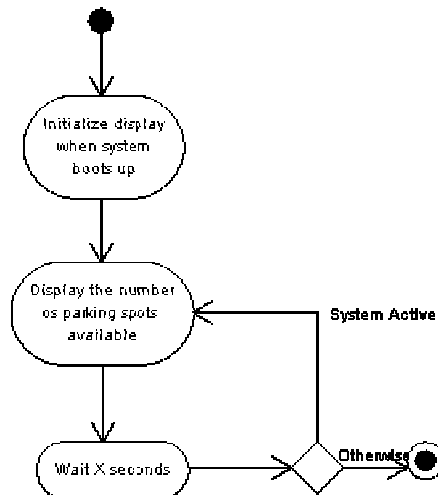 Initialize display
when system
boots up
Display the number
os parking spots
available
System Active
Wait X seconds
Otherwise